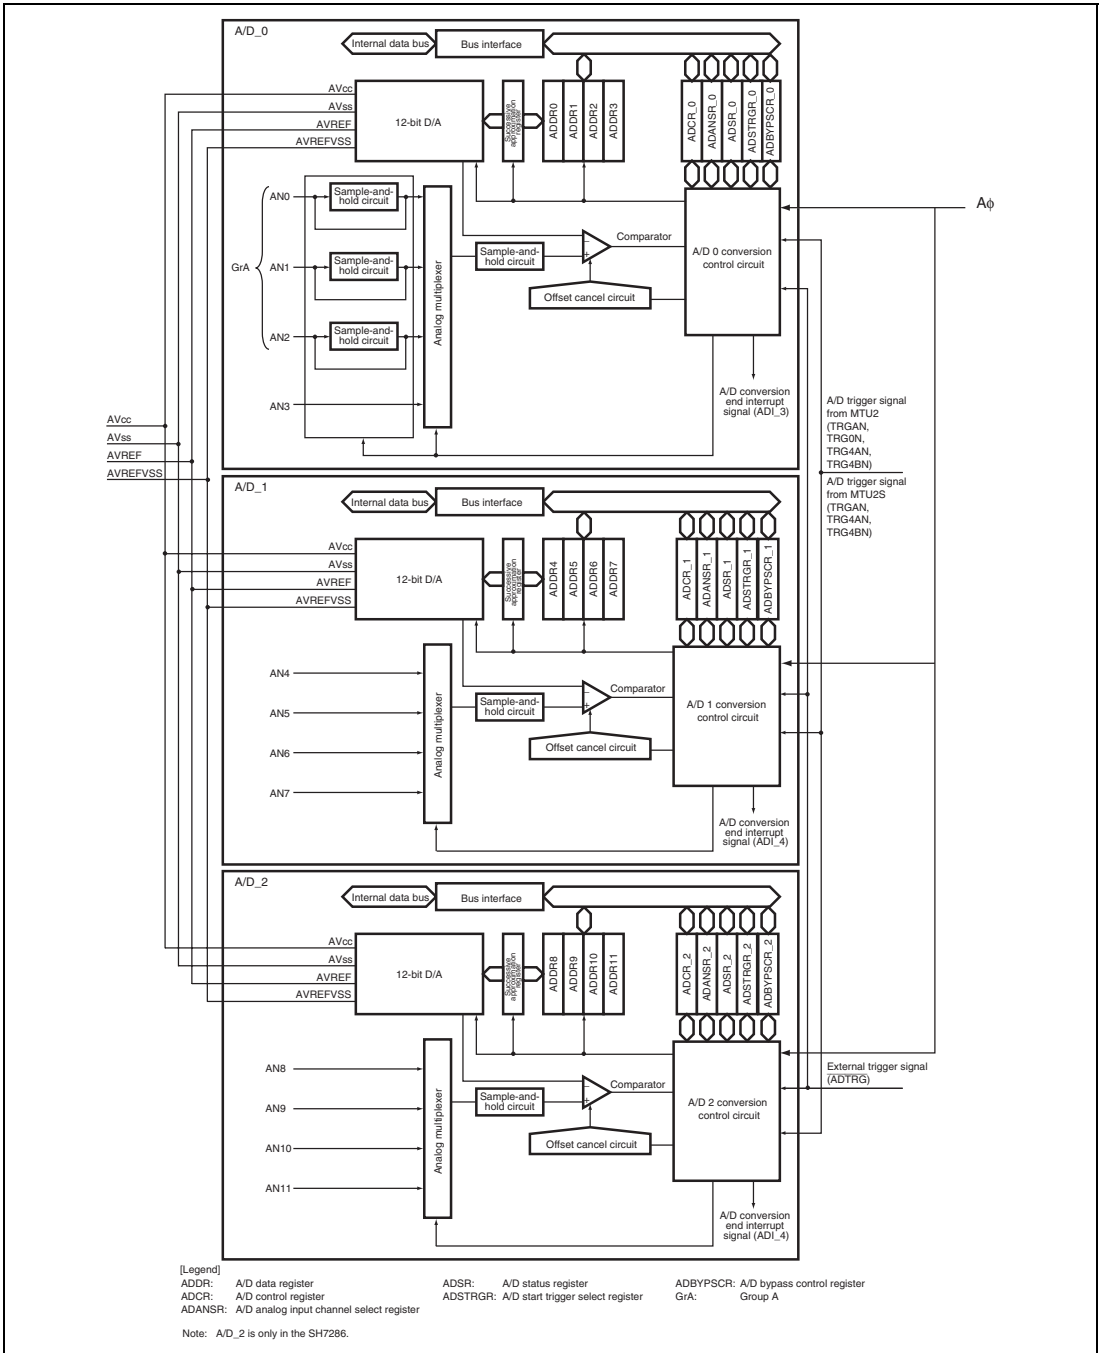 A/D_0
Internal data bus
Bus interface
AVcc
AVss
AVREF
AVREFVSS
12-bit D/A
Successive
approximation
register
ADDR0
ADDR1
ADDR2
ADDR3
ADCR_0
ADANSR_0
ADSR_0
ADSTRGR_0
ADBYPSCR_0
GrA
AN0
AN1
AN2
AN3
Sample-and-
hold circuit
Sample-and-
hold circuit
Sample-and-
hold circuit
Analog multiplexer
Sample-and-
hold circuit
Comparator
Offset cancel circuit
A/D 0 conversion
control circuit
A/D conversion
end interrupt
signal (ADI_3)
Aϕ
AVcc
AVss
AVREF
AVREFVSS
A/D trigger signal
from MTU2
(TRGAN,
TRG0N,
TRG4AN,
TRG4BN)
A/D trigger signal
from MTU2S
(TRGAN,
TRG4AN,
TRG4BN)
A/D_1
Internal data bus
Bus interface
AVcc
AVss
AVREF
AVREFVSS
12-bit D/A
Successive
approximation
register
ADDR4
ADDR5
ADDR6
ADDR7
ADCR_1
ADANSR_1
ADSR_1
ADSTRGR_1
ADBYPSCR_1
AN4
AN5
AN6
AN7
Analog multiplexer
Sample-and-
hold circuit
Comparator
Offset cancel circuit
A/D 1 conversion
control circuit
A/D conversion
end interrupt
signal (ADI_4)
A/D_2
Internal data bus
Bus interface
AVcc
AVss
AVREF
AVREFVSS
12-bit D/A
Successive
approximation
register
ADDR8
ADDR9
ADDR10
ADDR11
ADCR_2
ADANSR_2
ADSR_2
ADSTRGR_2
ADBYPSCR_2
AN8
AN9
AN10
AN11
Analog multiplexer
Sample-and-
hold circuit
Comparator
Offset cancel circuit
A/D 2 conversion
control circuit
A/D conversion
end interrupt
signal (ADI_4)
External trigger signal
(ADTRG)
[Legend]
ADDR: A/D data register
ADCR: A/D control register
ADANSR: A/D analog input channel select register
ADSR: A/D status register
ADSTRGR: A/D start trigger select register
ADBYPSCR: A/D bypass control register
GrA: Group A
Note: A/D_2 is only in the SH7286.